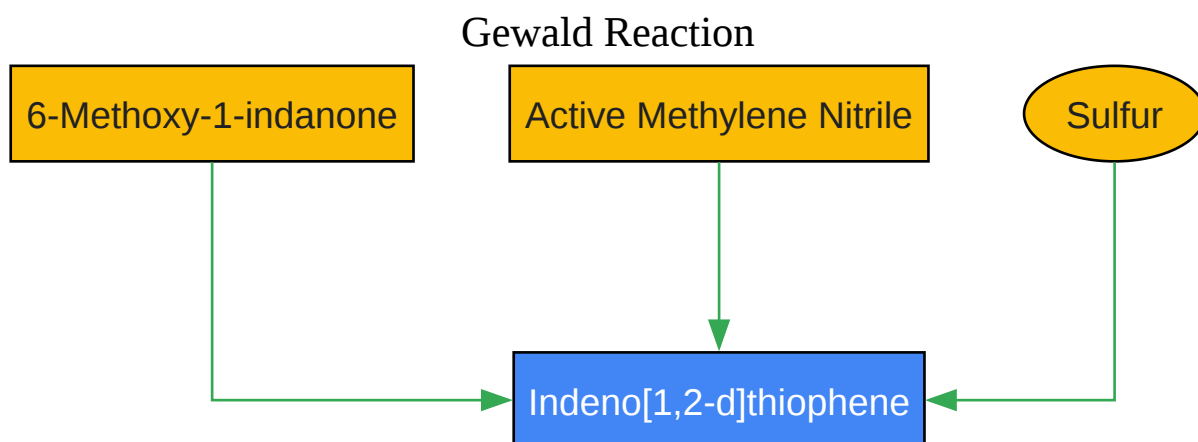 Gewald Reaction
6-Methoxy-1-indanone
Active Methylene Nitrile
Sulfur
Indeno[1,2-d]thiophene